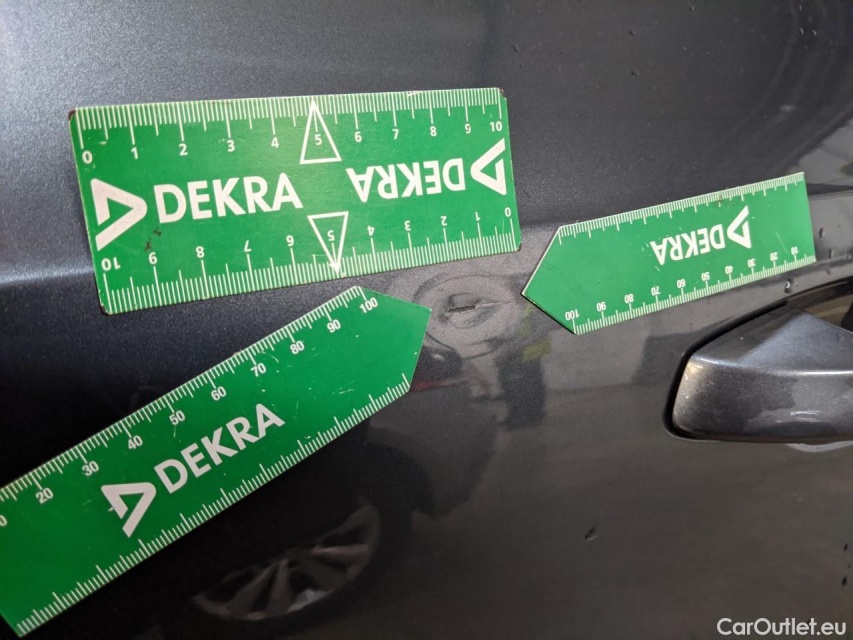 0 1 2 3 4 5 6 7 8 9 10
DEKRA DEKRA
10 9 8 7 6 5 4 3 2 1 0
DEKRA
100 90 80 70 60 50 40 30 20 10
0 20 30 40 50 60 70 80 90 100
DEKRA
CarOutlet.eu